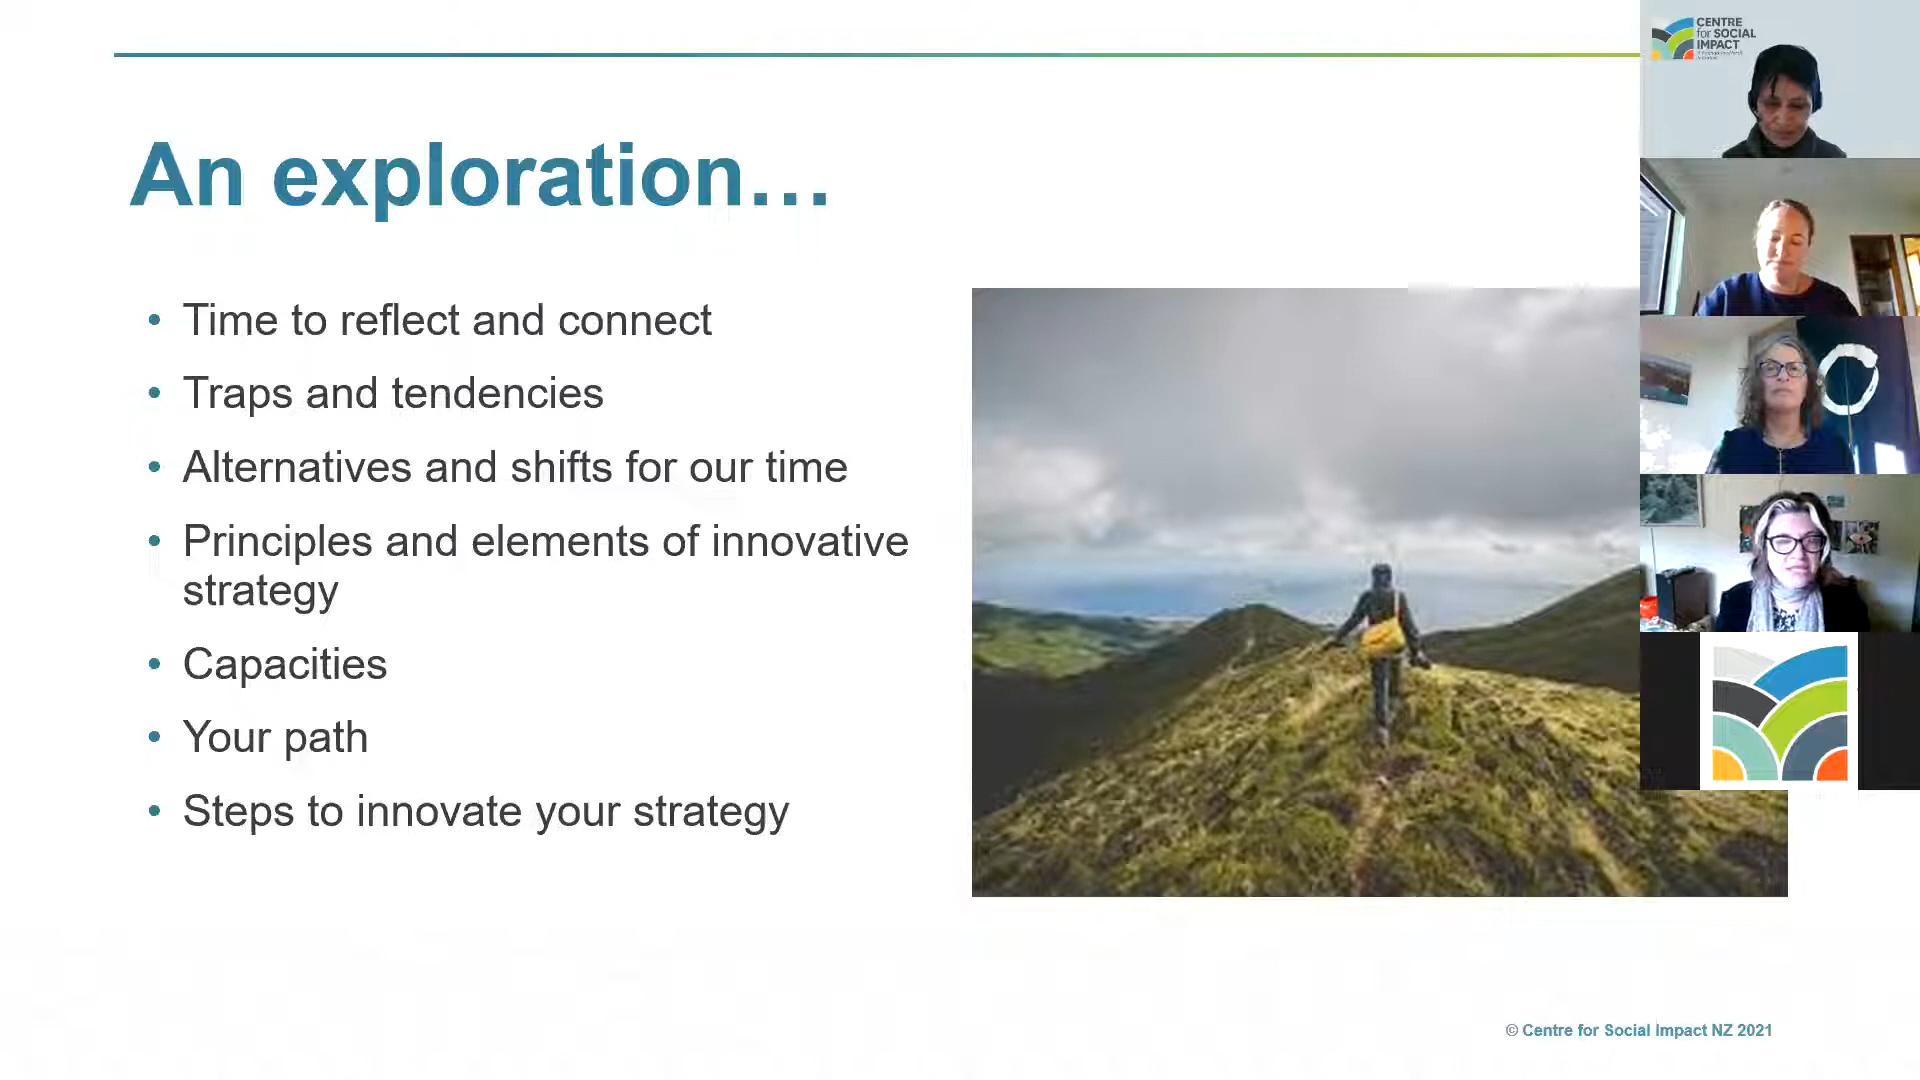 An exploration…
• Time to reflect and connect
• Traps and tendencies
• Alternatives and shifts for our time
• Principles and elements of innovative
strategy
• Capacities
• Your path
• Steps to innovate your strategy
© Centre for Social Impact NZ 2021
CENTRE
for SOCIAL
IMPACT